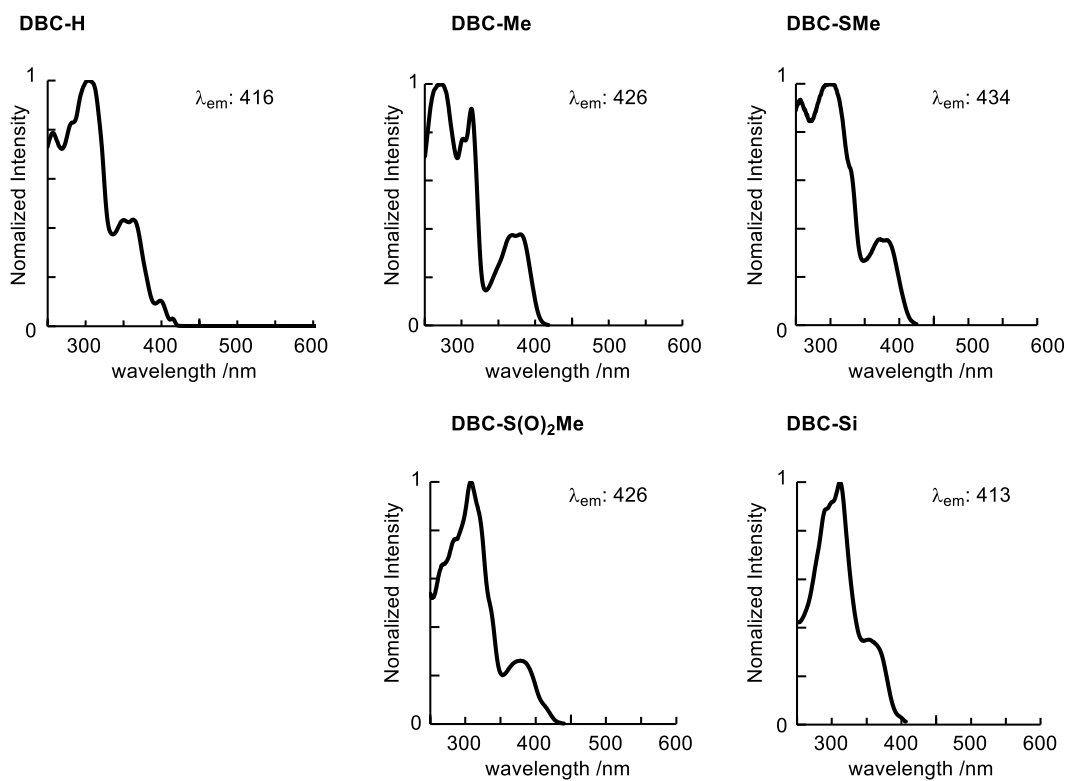 DBC-H
1
λem: 416
Nomalized Intensity
0
300 400 500 600
wavelength /nm
DBC-Me
1
λem: 426
Nomalized Intensity
0
300 400 500 600
wavelength /nm
DBC-SMe
1
λem: 434
Nomalized Intensity
0
300 400 500 600
wavelength /nm
DBC-S(O)2Me
1
λem: 426
Nomalized Intensity
0
300 400 500 600
wavelength /nm
DBC-Si
1
λem: 413
Nomalized Intensity
0
300 400 500 600
wavelength /nm